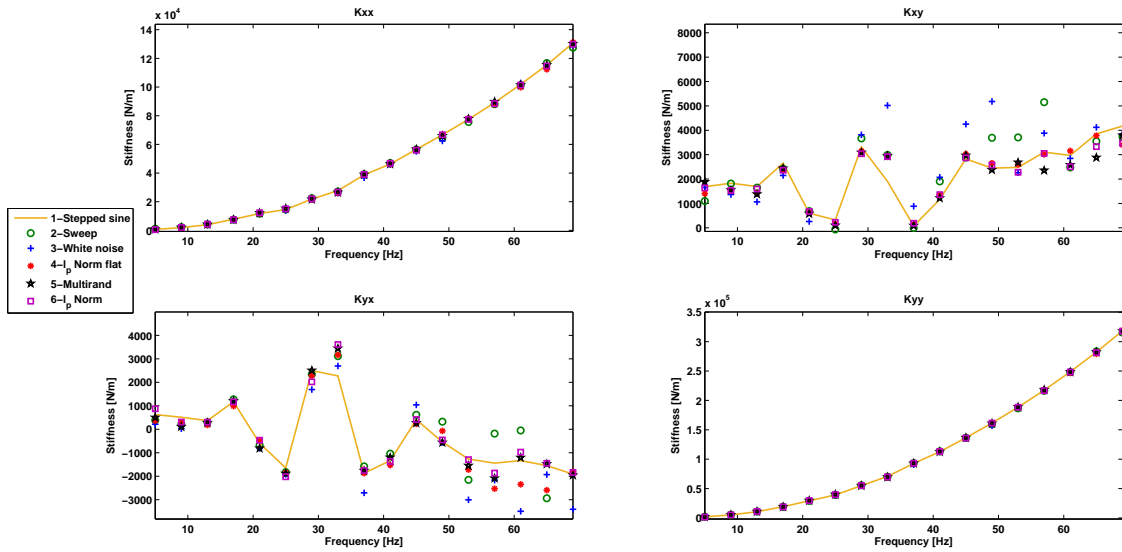 Kxx
x 10^4
14
12
10
8
6
4
2
0
10 20 30 40 50 60
Stiffness [N/m]
Frequency [Hz]
Kxy
8000
7000
6000
5000
4000
3000
2000
1000
0
10 20 30 40 50 60
Stiffness [N/m]
Frequency [Hz]
1−Stepped sine
2−Sweep
3−White noise
4−l_p Norm flat
5−Multirand
6−l_p Norm
Kyx
4000
3000
2000
1000
0
−1000
−2000
−3000
10 20 30 40 50 60
Stiffness [N/m]
Frequency [Hz]
Kyy
x 10^5
3.5
3
2.5
2
1.5
1
0.5
0
10 20 30 40 50 60
Stiffness [N/m]
Frequency [Hz]